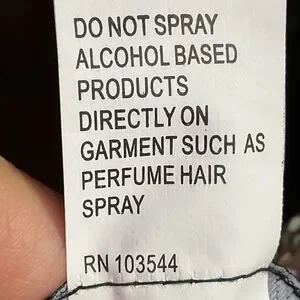 DO NOT SPRAY
ALCOHOL BASED
PRODUCTS
DIRECTLY ON
GARMENT SUCH AS
PERFUME HAIR
SPRAY
RN 103544